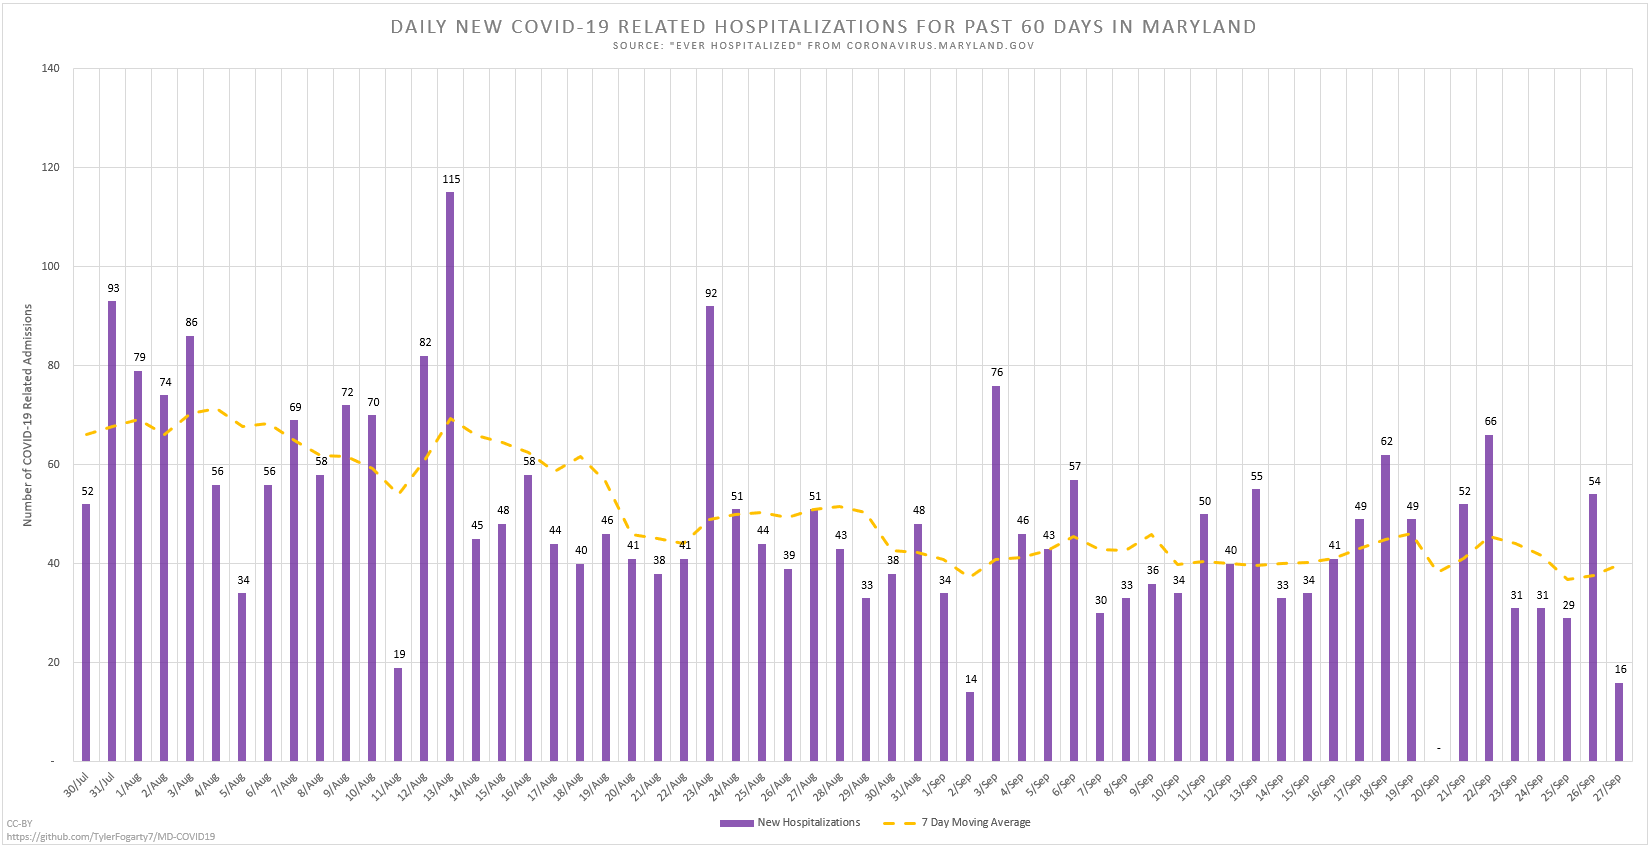 DAILY NEW COVID-19 RELATED HOSPITALIZATIONS FOR PAST 60 DAYS IN MARYLAND
SOURCE: "EVER HOSPITALIZED" FROM CORONAVIRUS.MARYLAND.GOV
Number of COVID-19 Related Admissions
140
120
100
80
60
40
20
-
52
93
79
74
86
56
34
56
69
58
72
70
19
82
115
45
48
58
44
40
46
41
38
41
92
51
44
39
51
43
33
38
48
34
14
76
46
43
57
30
33
36
34
50
40
55
33
34
41
49
62
49
-
52
66
31
31
29
54
16
30/Jul
31/Jul
1/Aug
2/Aug
3/Aug
4/Aug
5/Aug
6/Aug
7/Aug
8/Aug
9/Aug
10/Aug
11/Aug
12/Aug
13/Aug
14/Aug
15/Aug
16/Aug
17/Aug
18/Aug
19/Aug
20/Aug
21/Aug
22/Aug
23/Aug
24/Aug
25/Aug
26/Aug
27/Aug
28/Aug
29/Aug
30/Aug
31/Aug
1/Sep
2/Sep
3/Sep
4/Sep
5/Sep
6/Sep
7/Sep
8/Sep
9/Sep
10/Sep
11/Sep
12/Sep
13/Sep
14/Sep
15/Sep
16/Sep
17/Sep
18/Sep
19/Sep
20/Sep
21/Sep
22/Sep
23/Sep
24/Sep
25/Sep
26/Sep
27/Sep
New Hospitalizations
7 Day Moving Average
CC-BY
https://github.com/TylerFogarty7/MD-COVID19